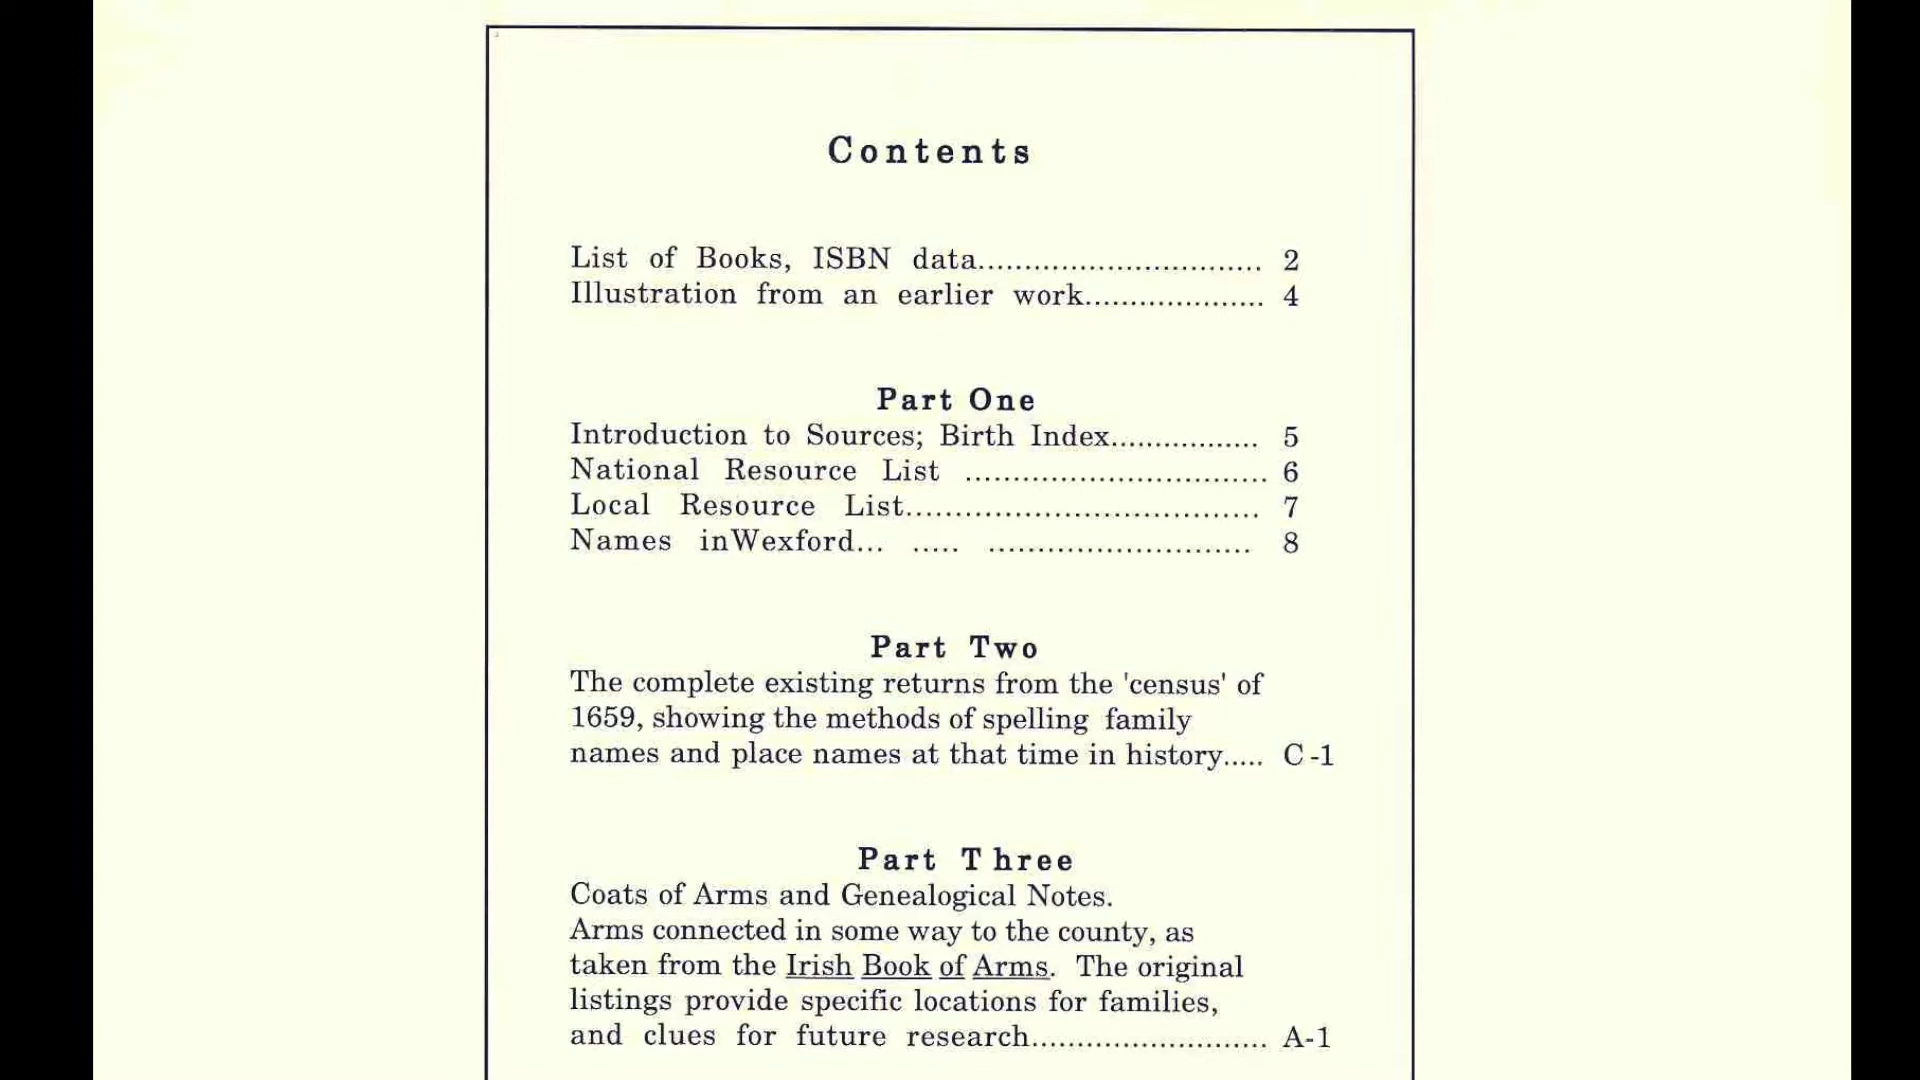 Contents
List of Books, ISBN data.............................. 2
Illustration from an earlier work................... 4
Part One
Introduction to Sources; Birth Index................ 5
National Resource List ................................ 6
Local Resource List..................................... 7
Names inWexford... ..... ............................ 8
Part Two
The complete existing returns from the 'census' of
1659, showing the methods of spelling family
names and place names at that time in history..... C -1
Part Three
Coats of Arms and Genealogical Notes.
Arms connected in some way to the county, as
taken from the Irish Book of Arms. The original
listings provide specific locations for families,
and clues for future research......................... A-1